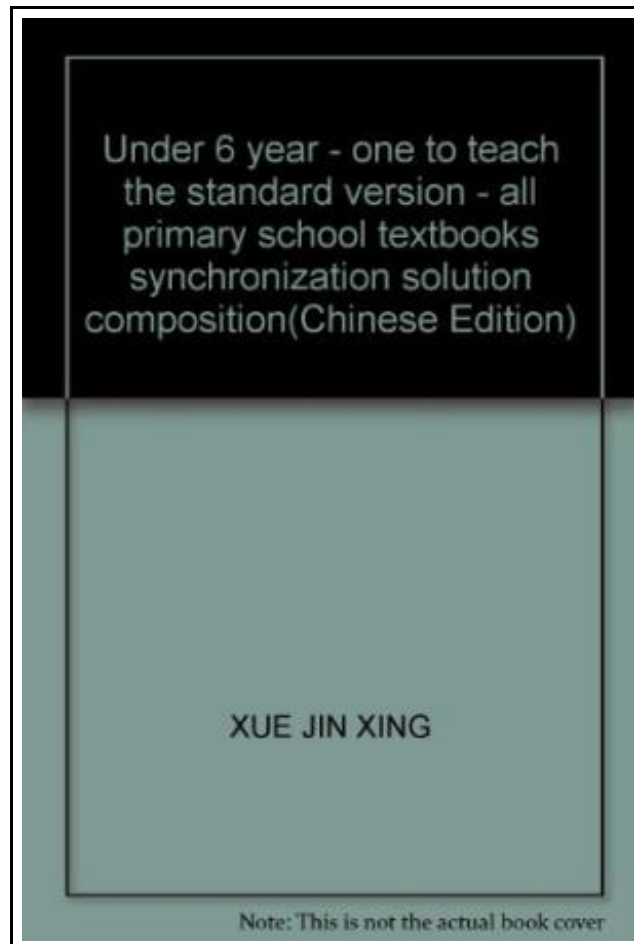 Under 6 year - one to teach
the standard version - all
primary school textbooks
synchronization solution
composition(Chinese Edition)
XUE JIN XING
Note: This is not the actual book cover